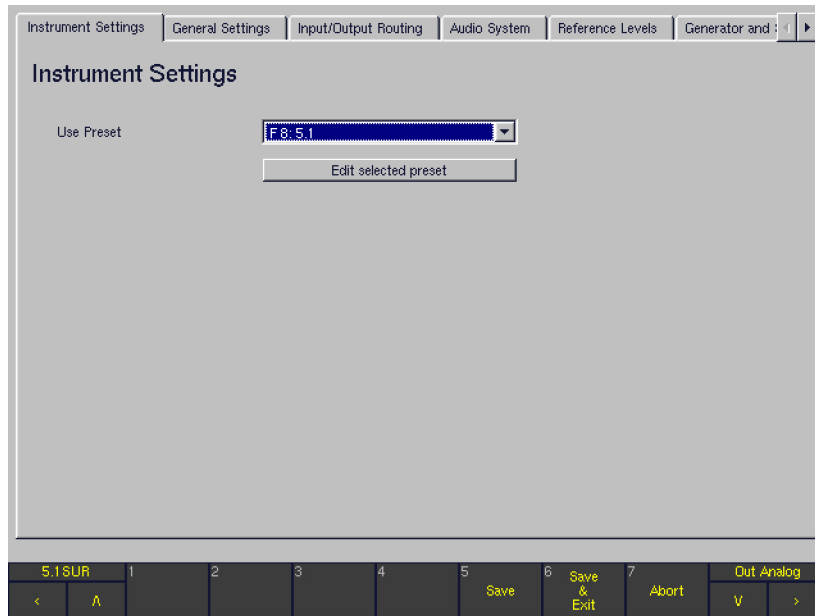 Instrument Settings General Settings Input/Output Routing Audio System Reference Levels Generator and
Instrument Settings
Use Preset F 8: 5.1
Edit selected preset
5.1SUR 1 2 3 4 5 6 7 Out Analog
< Λ Save Save & Exit Abort V >